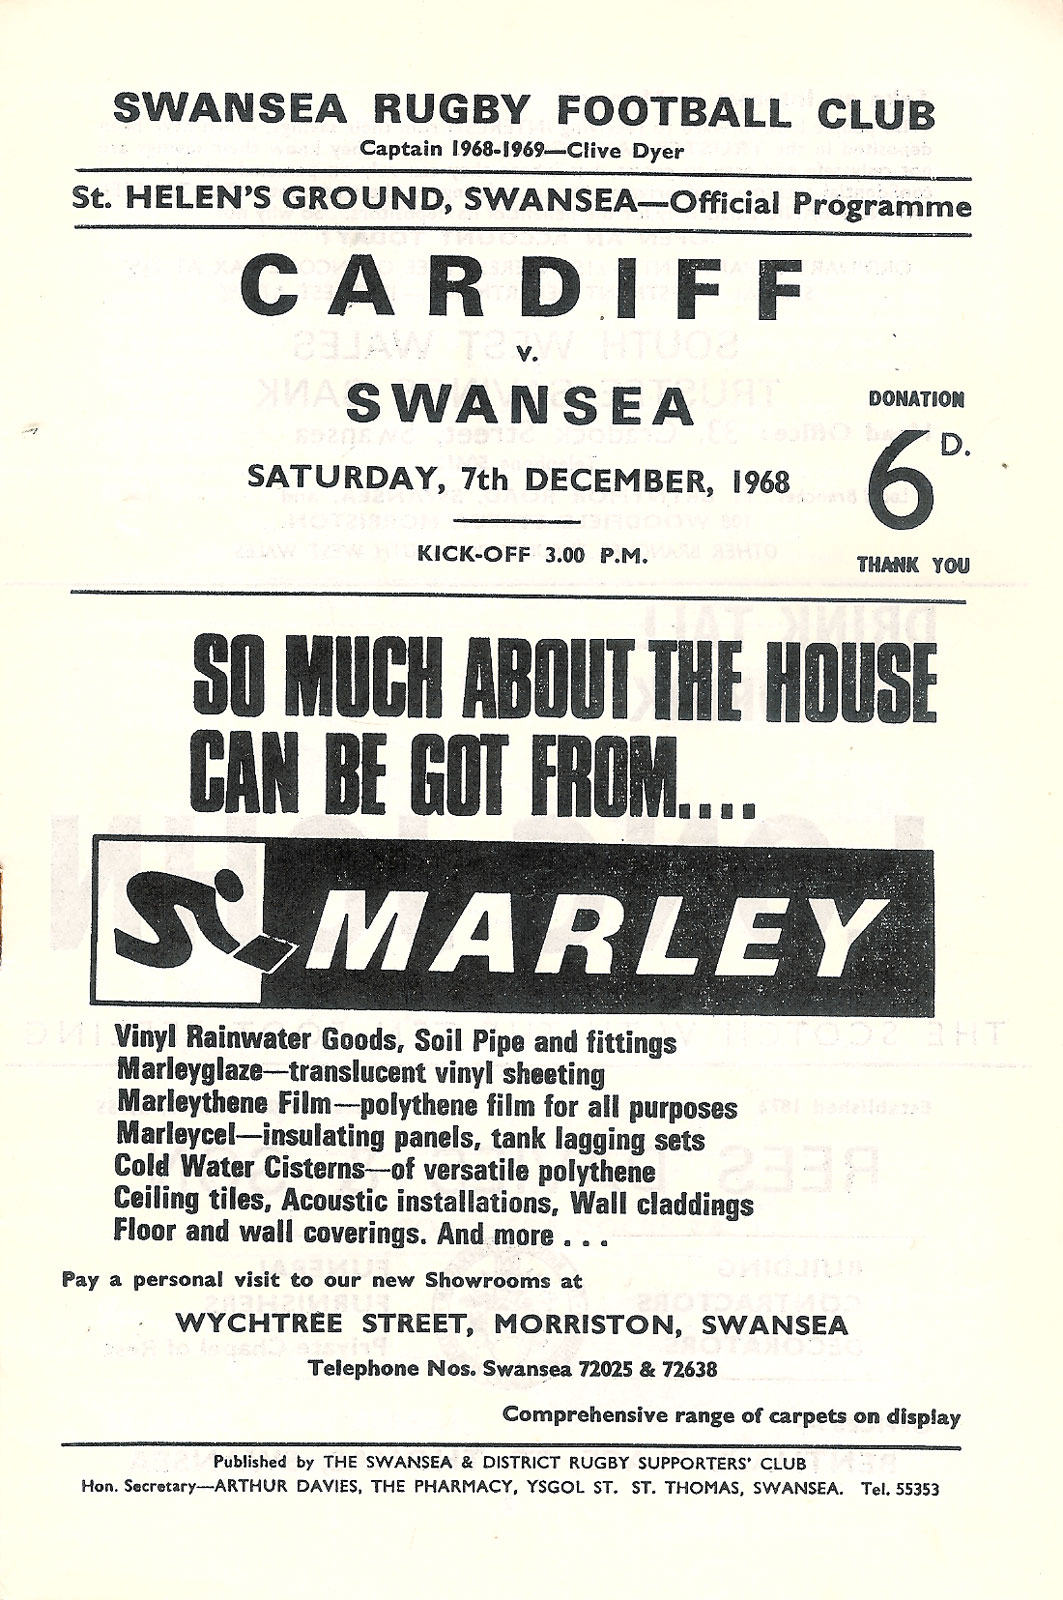 SWANSEA RUGBY FOOTBALL CLUB
Captain 1968-1969—Clive Dyer
St. HELEN'S GROUND, SWANSEA—Official Programme
CARDIFF
v.
SWANSEA
SATURDAY, 7th DECEMBER, 1968
KICK-OFF 3.00 P.M.
DONATION
6D.
THANK YOU
SO MUCH ABOUT THE HOUSE
CAN BE GOT FROM....
MARLEY
Vinyl Rainwater Goods, Soil Pipe and fittings
Marleyglaze—translucent vinyl sheeting
Marleythene Film—polythene film for all purposes
Marleycel—insulating panels, tank lagging sets
Cold Water Cisterns—of versatile polythene
Ceiling tiles, Acoustic installations, Wall claddings
Floor and wall coverings. And more . . .
Pay a personal visit to our new Showrooms at
WYCHTREE STREET, MORRISTON, SWANSEA
Telephone Nos. Swansea 72025 & 72638
Comprehensive range of carpets on display
Published by THE SWANSEA & DISTRICT RUGBY SUPPORTERS' CLUB
Hon. Secretary—ARTHUR DAVIES, THE PHARMACY, YSGOL ST. ST. THOMAS, SWANSEA. Tel. 55353